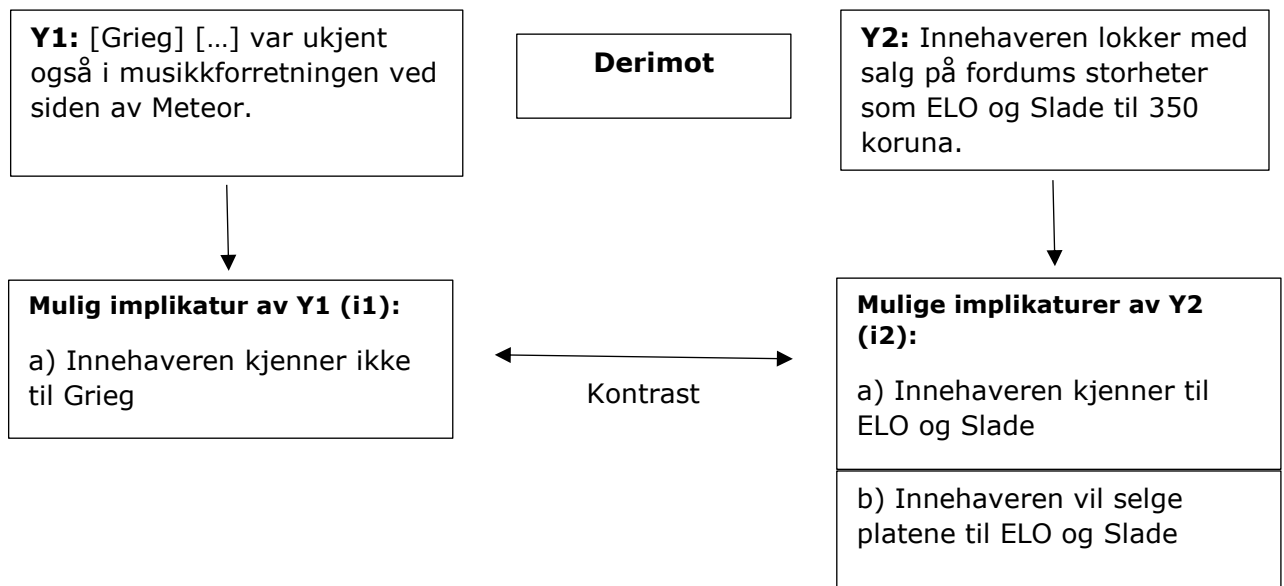 Y1: [Grieg] […] var ukjent
også i musikkforretningen ved
siden av Meteor.
Derimot
Y2: Innehaveren lokker med
salg på fordums storheter
som ELO og Slade til 350
koruna.
Mulig implikatur av Y1 (i1):
a) Innehaveren kjenner ikke
til Grieg
Kontrast
Mulige implikaturer av Y2
(i2):
a) Innehaveren kjenner til
ELO og Slade
b) Innehaveren vil selge
platene til ELO og Slade